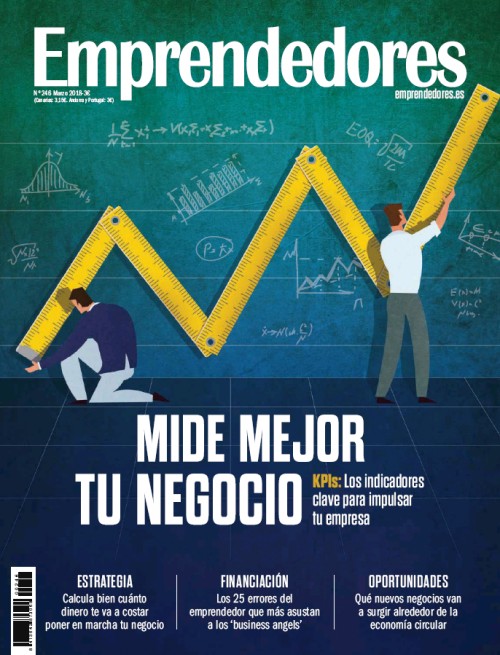 Emprendedores
Nº 246 Marzo 2018-3€
(Canarias: 3,15€. Andorra y Portugal: 3€)
emprendedores.es
EOQ=
MIDE MEJOR
TU NEGOCIO
KPIs: Los indicadores
clave para impulsar
tu empresa
ESTRATEGIA
Calcula bien cuánto
dinero te va a costar
poner en marcha tu negocio
FINANCIACIÓN
Los 25 errores del
emprendedor que más asustan
a los ‘business angels’
OPORTUNIDADES
Qué nuevos negocios van
a surgir alrededor de la
economía circular